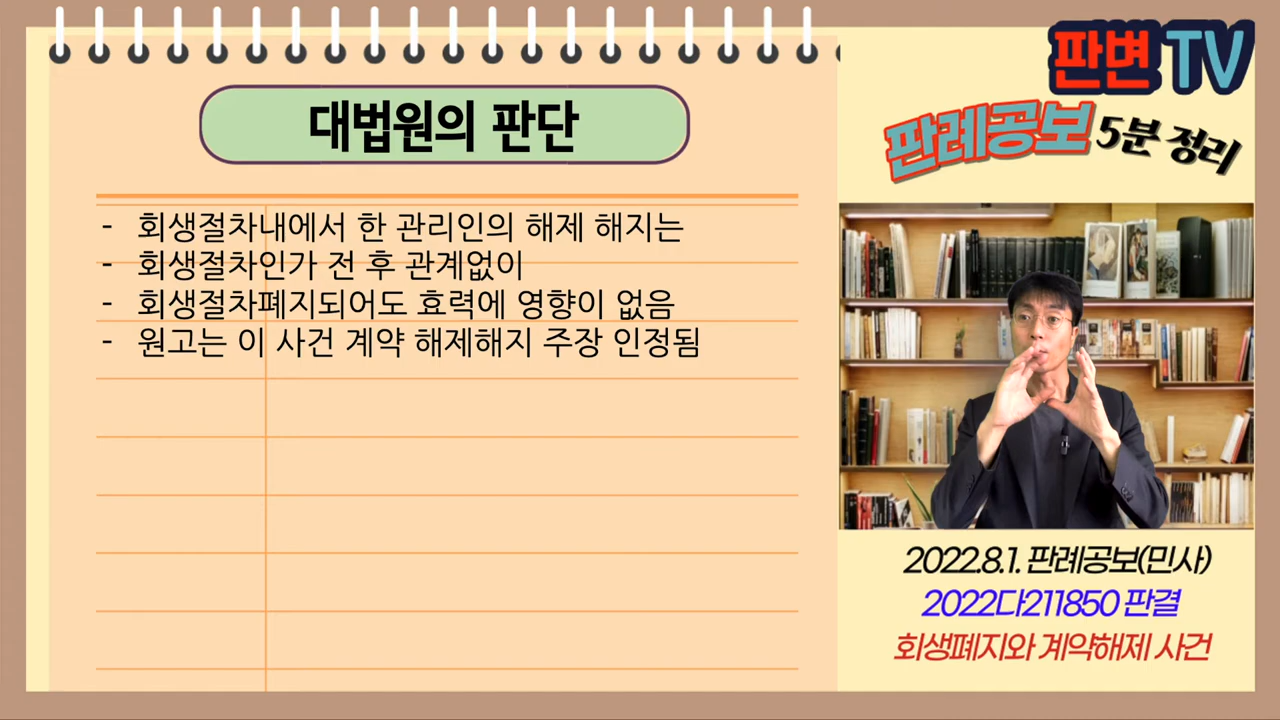 판변 TV
판례공보 5분 정리
대법원의 판단
- 회생절차내에서 한 관리인의 해제 해지는
- 회생절차인가 전 후 관계없이
- 회생절차폐지되어도 효력에 영향이 없음
- 원고는 이 사건 계약 해제해지 주장 인정됨
2022.8.1. 판례공보(민사)
2022다211850 판결
회생폐지와 계약해제 사건